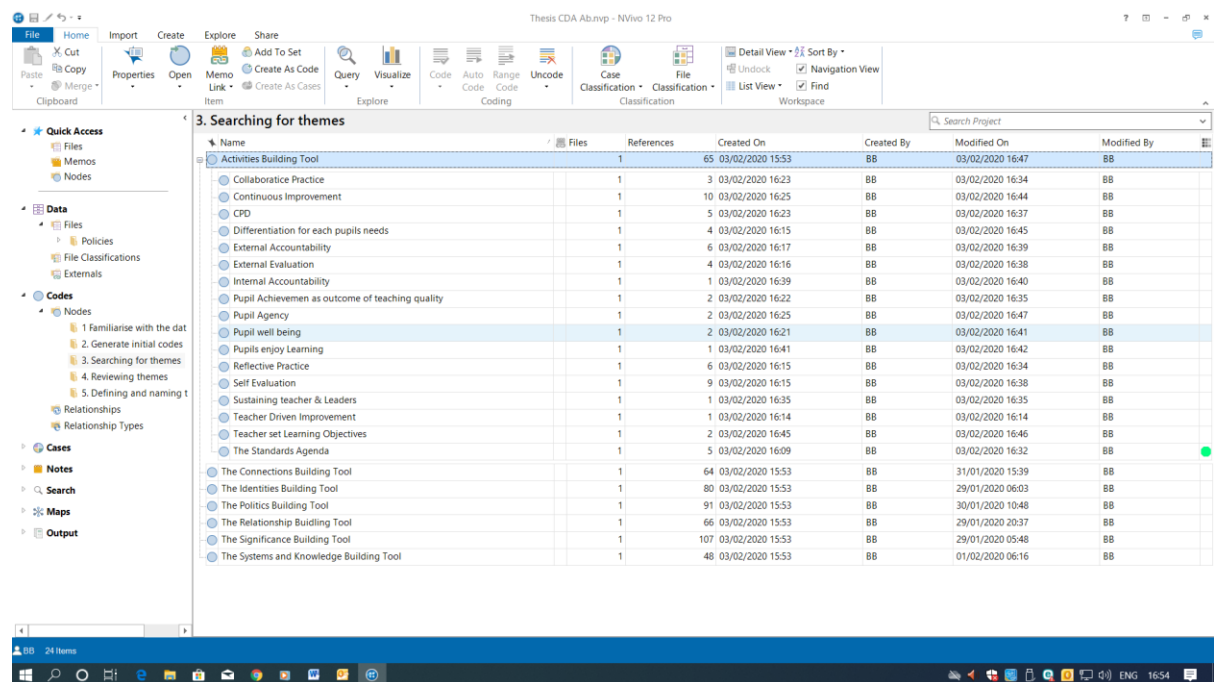 Thesis CDA Ab.nvp - NVivo 12 Pro
File Home Import Create Explore Share
Paste Cut Copy Merge Clipboard
Properties Open Memo Link Add To Set Create As Code Create As Cases Item
Query Visualize Explore
Code Auto Code Range Code Uncode Coding
Case Classification File Classification Classification
Detail View Sort By Undock Navigation View List View Find Workspace
3. Searching for themes
Search Project
Quick Access
Files
Memos
Nodes
Data
Files
Policies
File Classifications
Externals
Codes
Nodes
1 Familiarise with the dat
2. Generate initial codes
3. Searching for themes
4. Reviewing themes
5. Defining and naming t
Relationships
Relationship Types
Cases
Notes
Search
Maps
Output
Name Files References Created On Created By Modified On Modified By
Activities Building Tool 1 65 03/02/2020 15:53 BB 03/02/2020 16:47 BB
Collaboratice Practice 1 3 03/02/2020 16:23 BB 03/02/2020 16:34 BB
Continuous Improvement 1 10 03/02/2020 16:25 BB 03/02/2020 16:44 BB
CPD 1 5 03/02/2020 16:23 BB 03/02/2020 16:37 BB
Differentiation for each pupils needs 1 4 03/02/2020 16:15 BB 03/02/2020 16:45 BB
External Accountability 1 6 03/02/2020 16:17 BB 03/02/2020 16:39 BB
External Evaluation 1 4 03/02/2020 16:16 BB 03/02/2020 16:38 BB
Internal Accountability 1 1 03/02/2020 16:39 BB 03/02/2020 16:40 BB
Pupil Achievemen as outcome of teaching quality 1 2 03/02/2020 16:22 BB 03/02/2020 16:35 BB
Pupil Agency 1 2 03/02/2020 16:25 BB 03/02/2020 16:47 BB
Pupil well being 1 2 03/02/2020 16:21 BB 03/02/2020 16:41 BB
Pupils enjoy Learning 1 1 03/02/2020 16:41 BB 03/02/2020 16:42 BB
Reflective Practice 1 6 03/02/2020 16:15 BB 03/02/2020 16:34 BB
Self Evaluation 1 9 03/02/2020 16:15 BB 03/02/2020 16:38 BB
Sustaining teacher & Leaders 1 1 03/02/2020 16:35 BB 03/02/2020 16:35 BB
Teacher Driven Improvement 1 1 03/02/2020 16:14 BB 03/02/2020 16:14 BB
Teacher set Learning Objectives 1 2 03/02/2020 16:45 BB 03/02/2020 16:46 BB
The Standards Agenda 1 5 03/02/2020 16:09 BB 03/02/2020 16:32 BB
The Connections Building Tool 1 64 03/02/2020 15:53 BB 31/01/2020 15:39 BB
The Identities Building Tool 1 80 03/02/2020 15:53 BB 29/01/2020 06:03 BB
The Politics Building Tool 1 91 03/02/2020 15:53 BB 30/01/2020 10:48 BB
The Relationship Buidling Tool 1 66 03/02/2020 15:53 BB 29/01/2020 20:37 BB
The Significance Building Tool 1 107 03/02/2020 15:53 BB 29/01/2020 05:48 BB
The Systems and Knowledge Building Tool 1 48 03/02/2020 15:53 BB 01/02/2020 06:16 BB
BB 24 Items
ENG 16:54